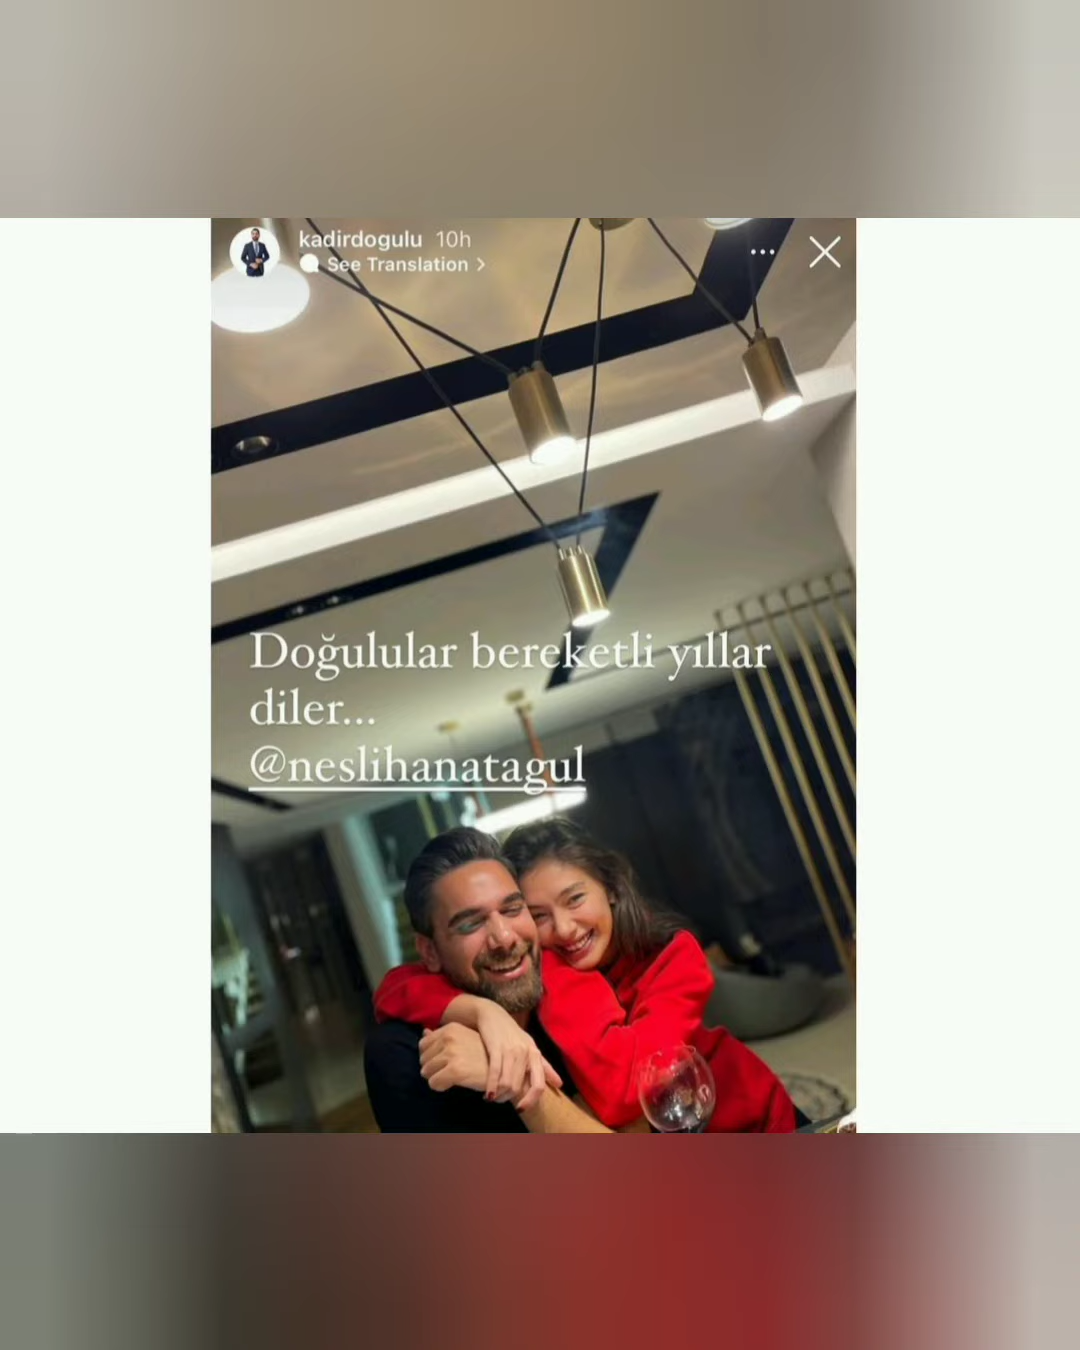 kadirdogulu 10h
See Translation >
Doğulular bereketli yıllar
diler...
@neslihanatagul